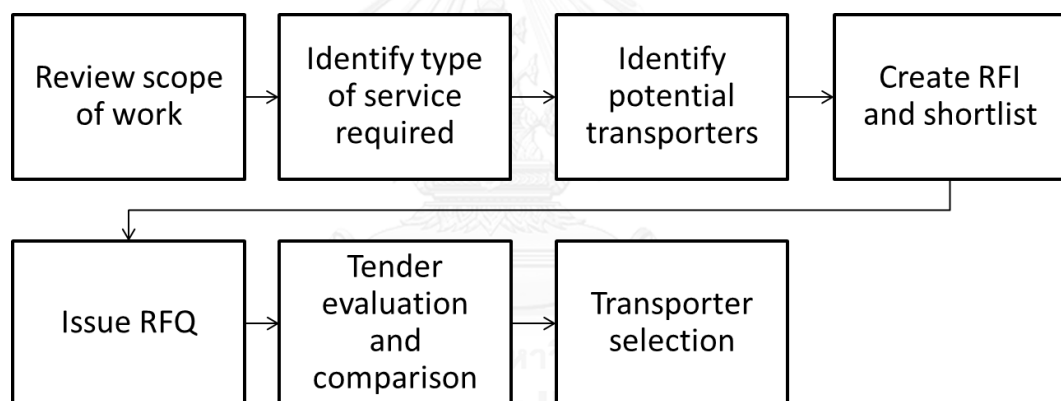 Review scope
of work
Identify type
of service
required
Identify
potential
transporters
Create RFI
and shortlist
Issue RFQ
Tender
evaluation
and
comparison
Transporter
selection